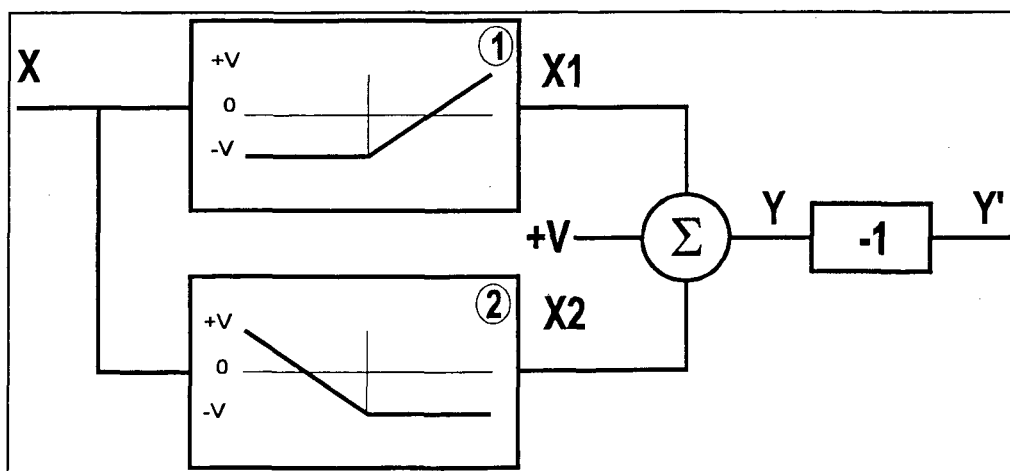 X
①
+V
0
-V
X1
+V
Σ
Y
-1
Y'
②
+V
0
-V
X2